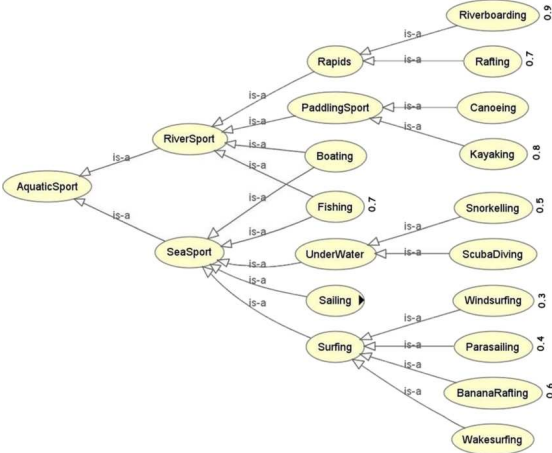 Riverboarding 0.9
is-a
Rapids
is-a
Rafting 0.7
is-a
PaddlingSport
is-a
Canoeing
is-a
is-a
RiverSport
is-a
Boating
Kayaking 0.8
is-a
is-a
AquaticSport
is-a
Fishing 0.7
Snorkelling 0.5
is-a
is-a
is-a
SeaSport
is-a
UnderWater
is-a
ScubaDiving
is-a
Sailing
Windsurfing 0.3
is-a
is-a
Surfing
is-a
Parasailing 0.4
is-a
BananaRafting 0.6
is-a
Wakesurfing